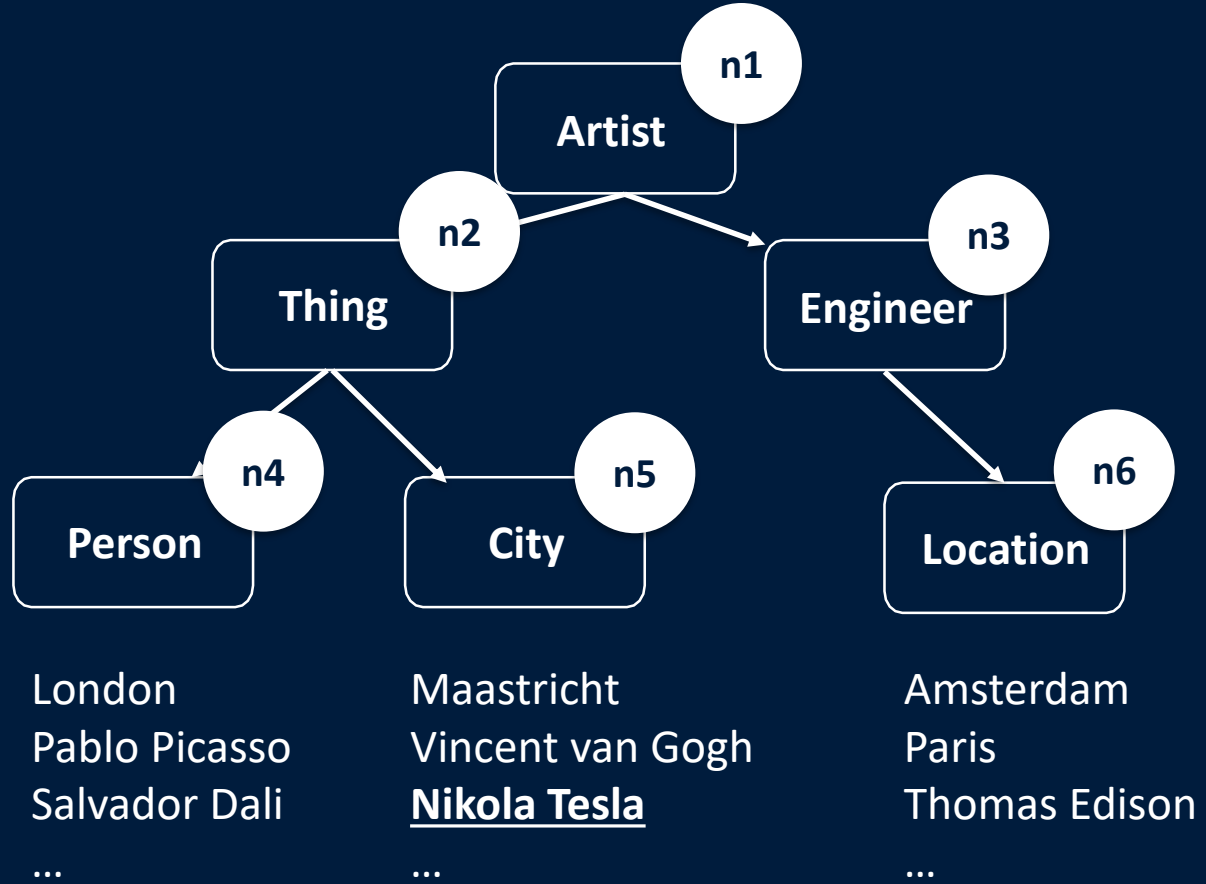 n1
Artist
n2
Thing
n3
Engineer
n4
Person
n5
City
n6
Location
London
Pablo Picasso
Salvador Dali
...
Maastricht
Vincent van Gogh
Nikola Tesla
...
Amsterdam
Paris
Thomas Edison
...